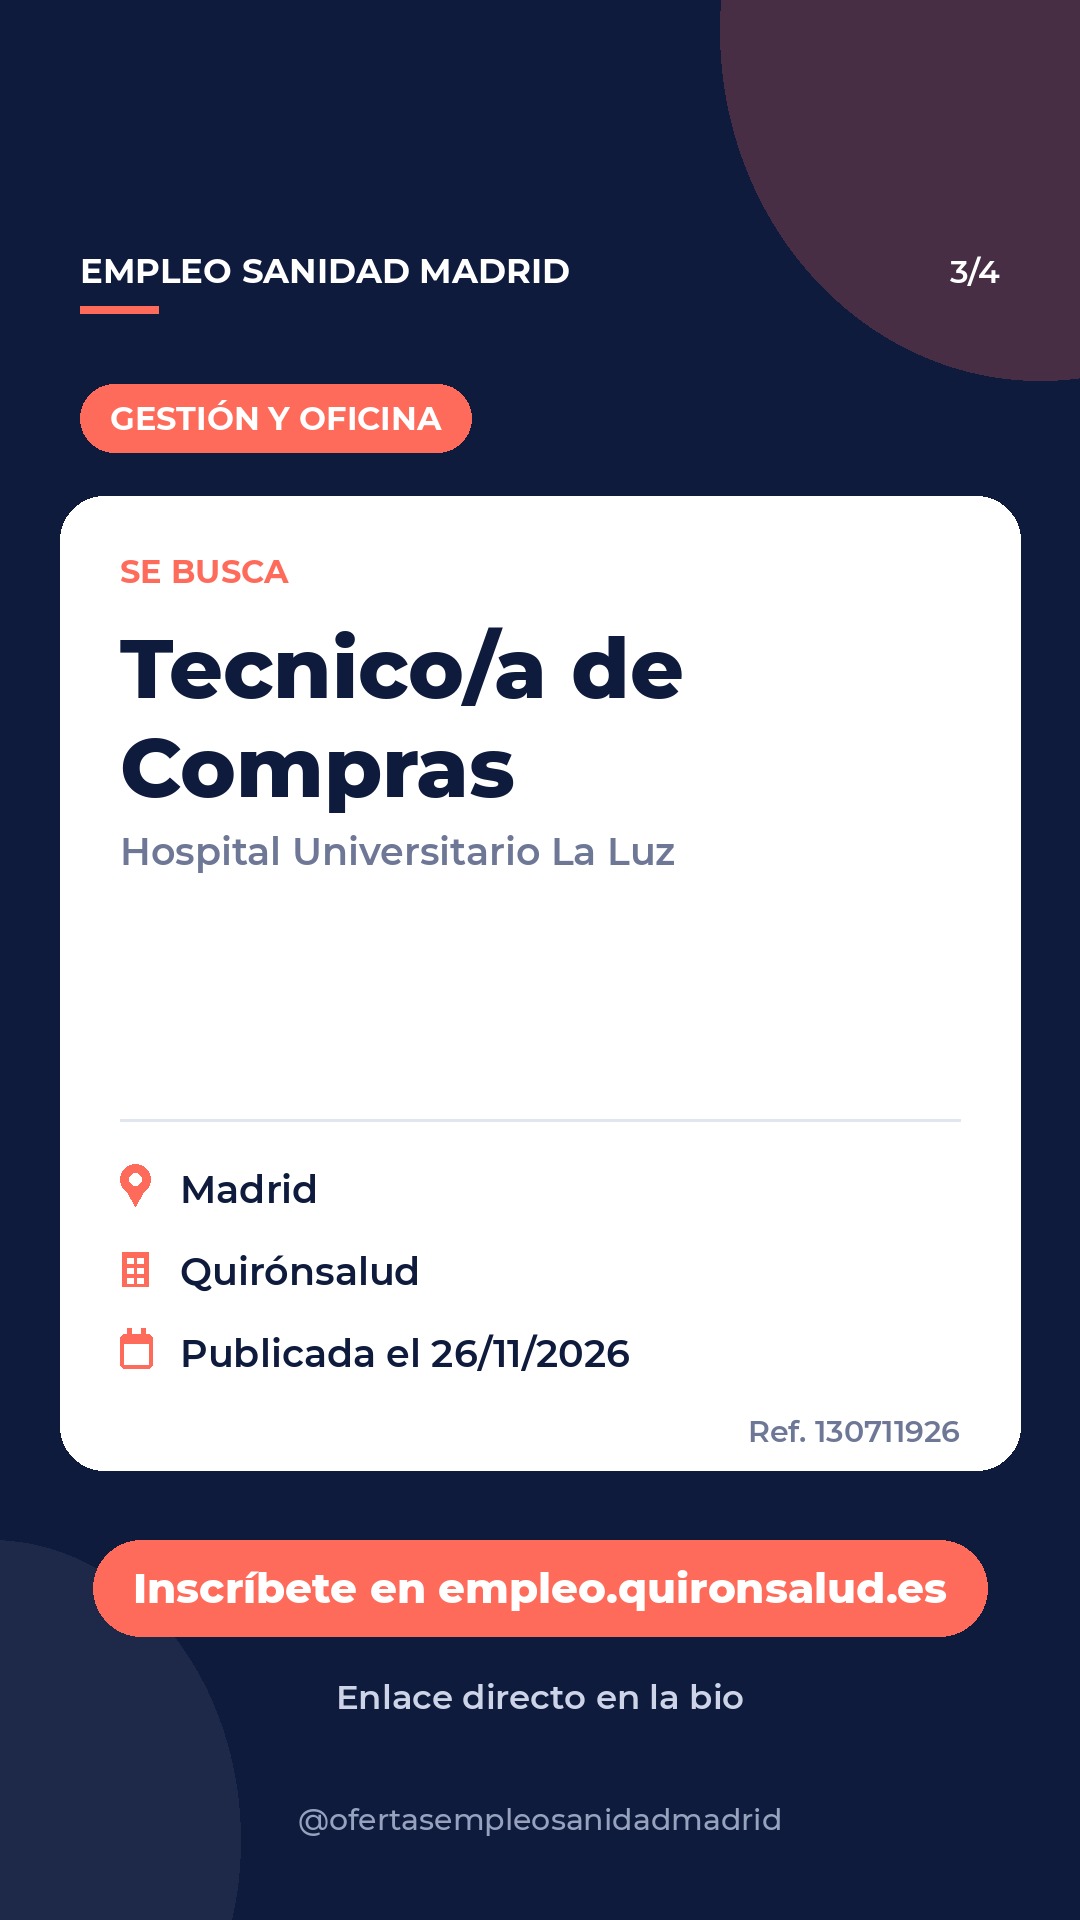 EMPLEO SANIDAD MADRID
3/4
GESTIÓN Y OFICINA
SE BUSCA
Tecnico/a de
Compras
Hospital Universitario La Luz
Madrid
Quirónsalud
Publicada el 26/11/2026
Ref. 130711926
Inscríbete en empleo.quironsalud.es
Enlace directo en la bio
@ofertasempleosanidadmadrid